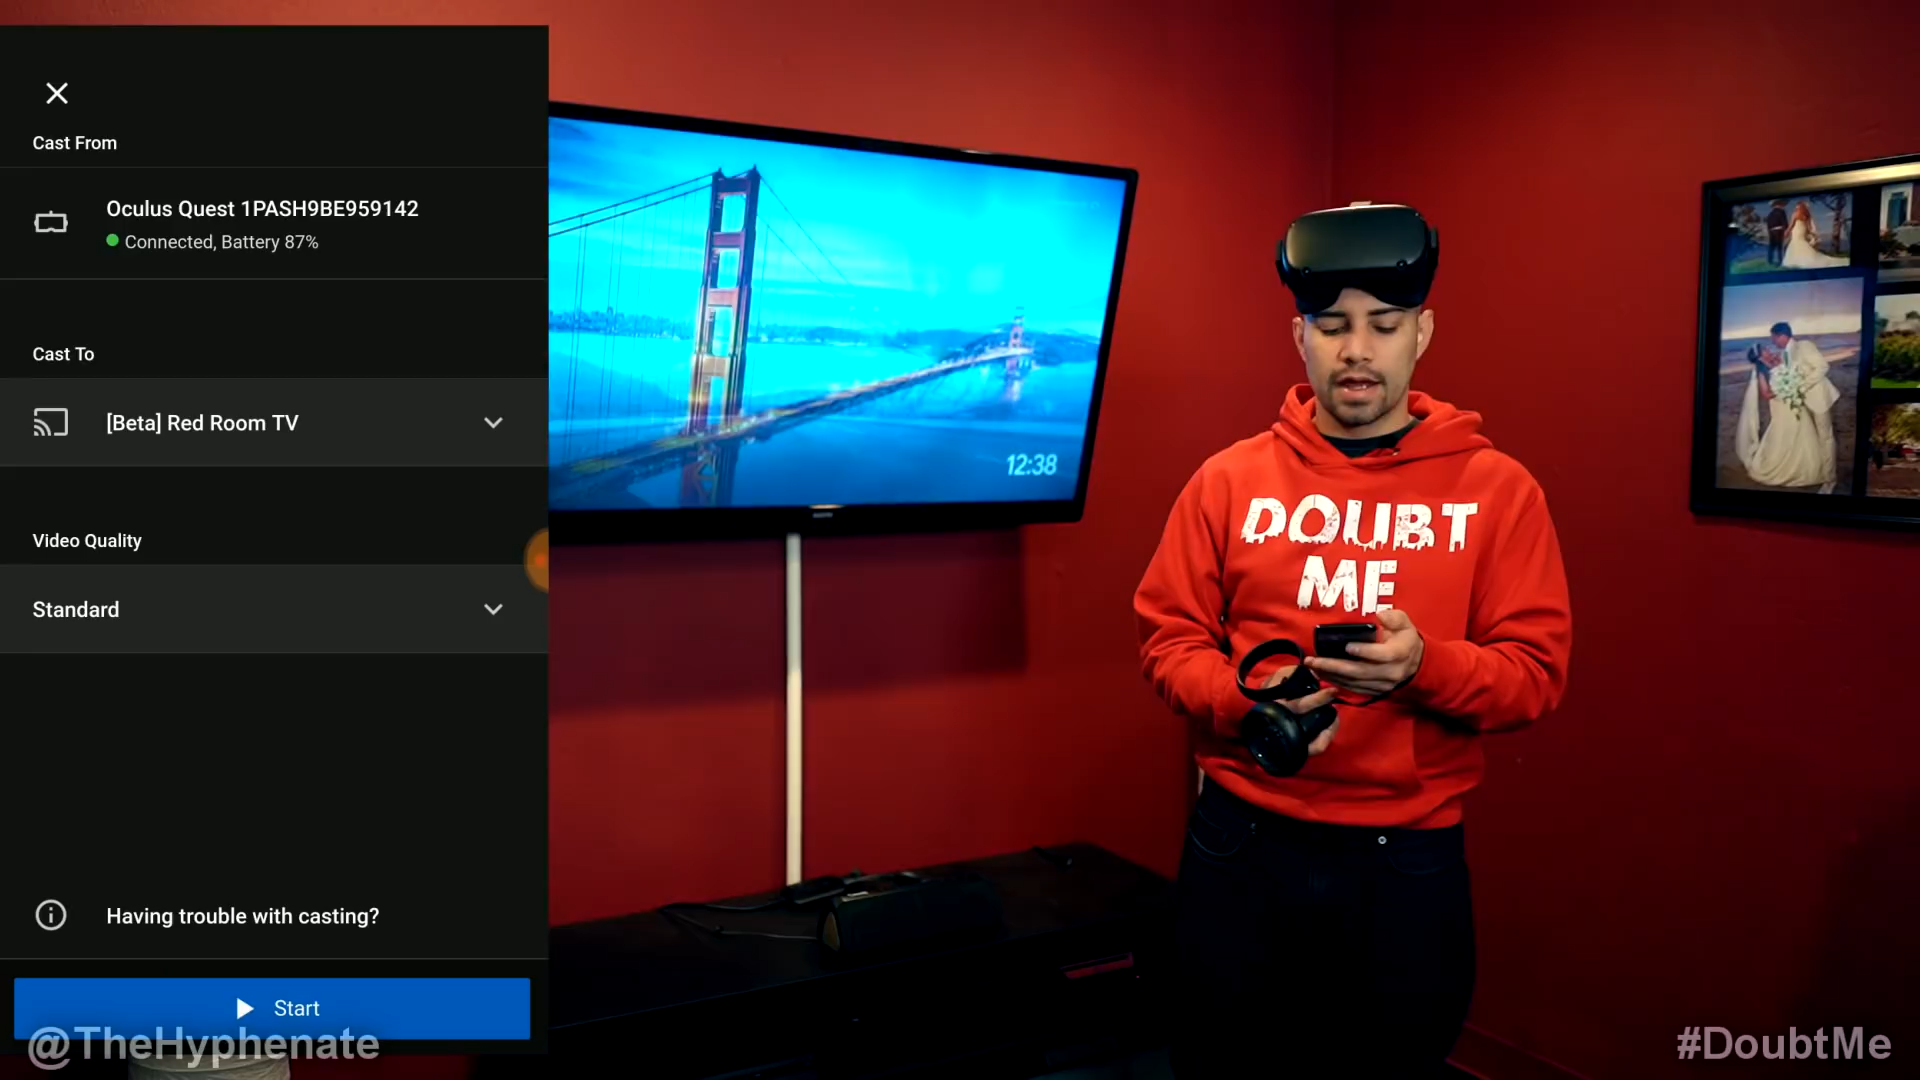 Cast From
Oculus Quest 1PASH9BE959142
Connected, Battery 87%
Cast To
[Beta] Red Room TV
Video Quality
Standard
Having trouble with casting?
Start
@TheHyphenate
12:38
DOUBT
ME
#DoubtMe